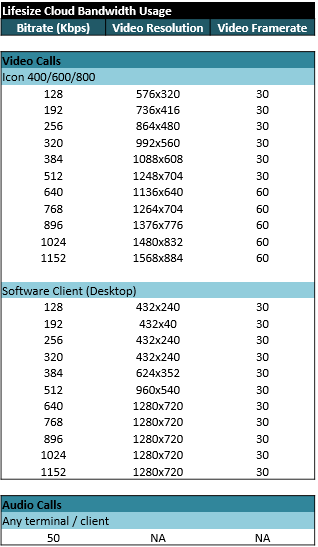 Lifesize Cloud Bandwidth Usage
Bitrate (Kbps) Video Resolution Video Framerate
Video Calls
Icon 400/600/800
128 576x320 30
192 736x416 30
256 864x480 30
320 992x560 30
384 1088x608 30
512 1248x704 30
640 1136x640 60
768 1264x704 60
896 1376x776 60
1024 1480x832 60
1152 1568x884 60
Software Client (Desktop)
128 432x240 30
192 432x40 30
256 432x240 30
320 432x240 30
384 624x352 30
512 960x540 30
640 1280x720 30
768 1280x720 30
896 1280x720 30
1024 1280x720 30
1152 1280x720 30
Audio Calls
Any terminal / client
50 NA NA